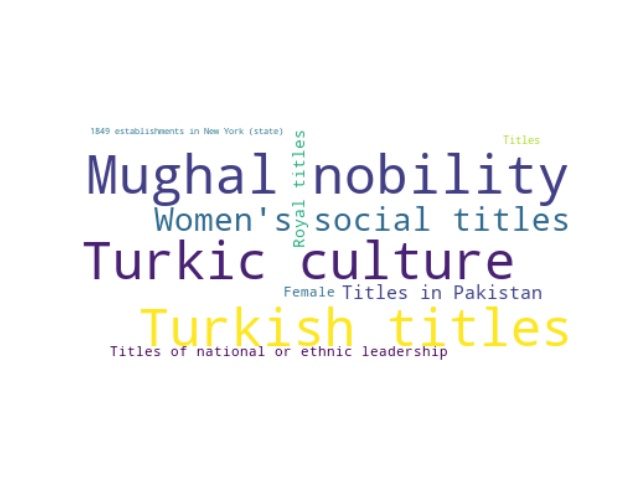 1849 establishments in New York (state)
Titles
Royal titles
Mughal nobility
Women's social titles
Turkic culture
Female
Titles in Pakistan
Turkish titles
Titles of national or ethnic leadership